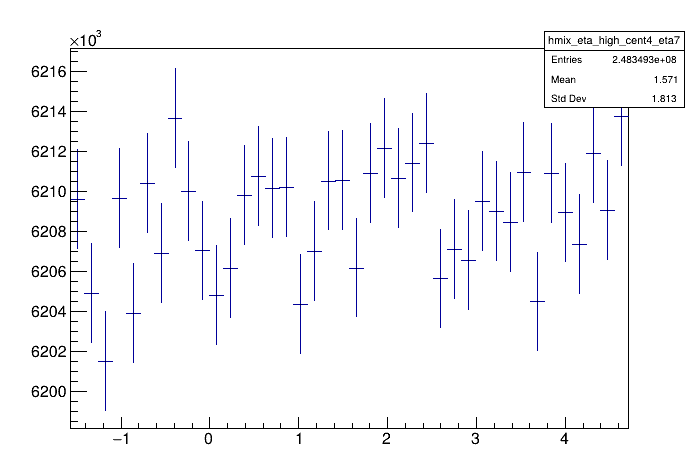 ×10³
hmix_eta_high_cent4_eta7
Entries 2.483493e+08
Mean 1.571
Std Dev 1.813
6216
6214
6212
6210
6208
6206
6204
6202
6200
−1 0 1 2 3 4